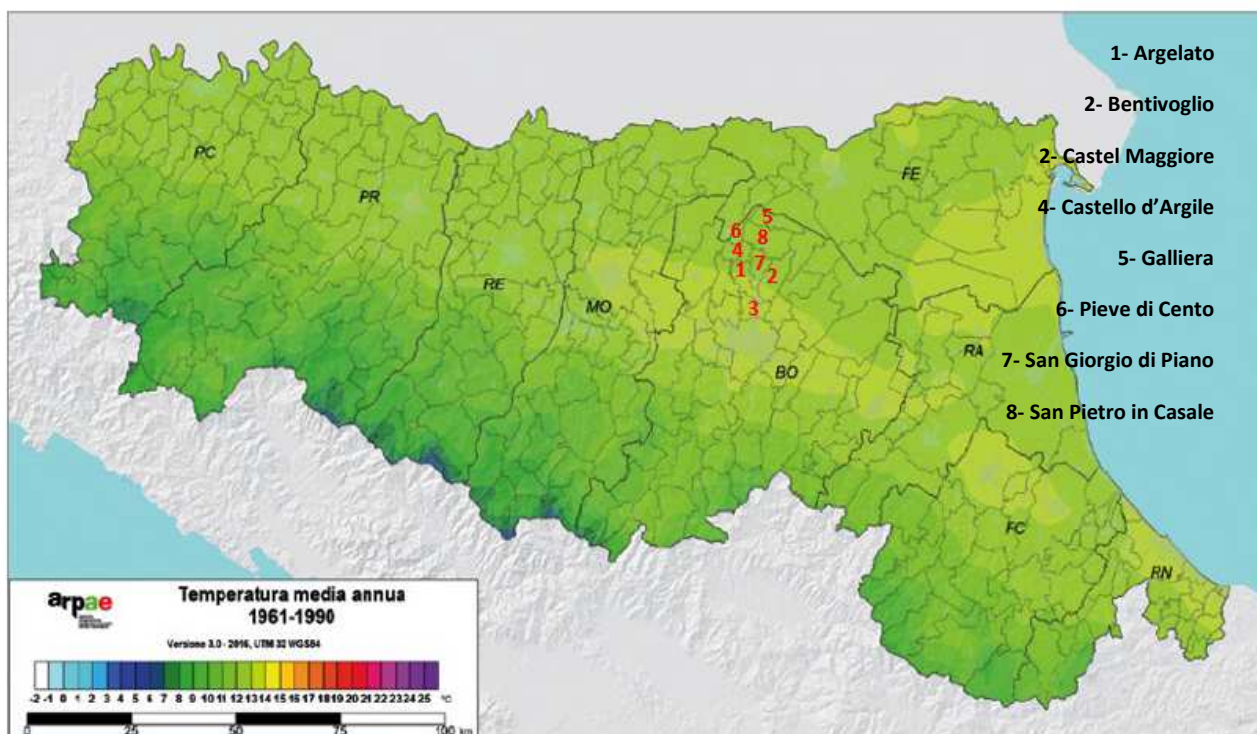 1- Argelato
2- Bentivoglio
2- Castel Maggiore
4- Castello d'Argile
5- Galliera
6- Pieve di Cento
7- San Giorgio di Piano
8- San Pietro in Casale
PC
PR
RE
MO
BO
FE
RA
FC
RN
5
6
8
4
7
1
2
3
arpae
Temperatura media annua
1961-1990
Versione 3.0 - 2016, UTM 32 WGS84
-2 -1 0 1 2 3 4 5 6 7 8 9 10 11 12 13 14 15 16 17 18 19 20 21 22 23 24 25 °C
0 25 50 75 100 km